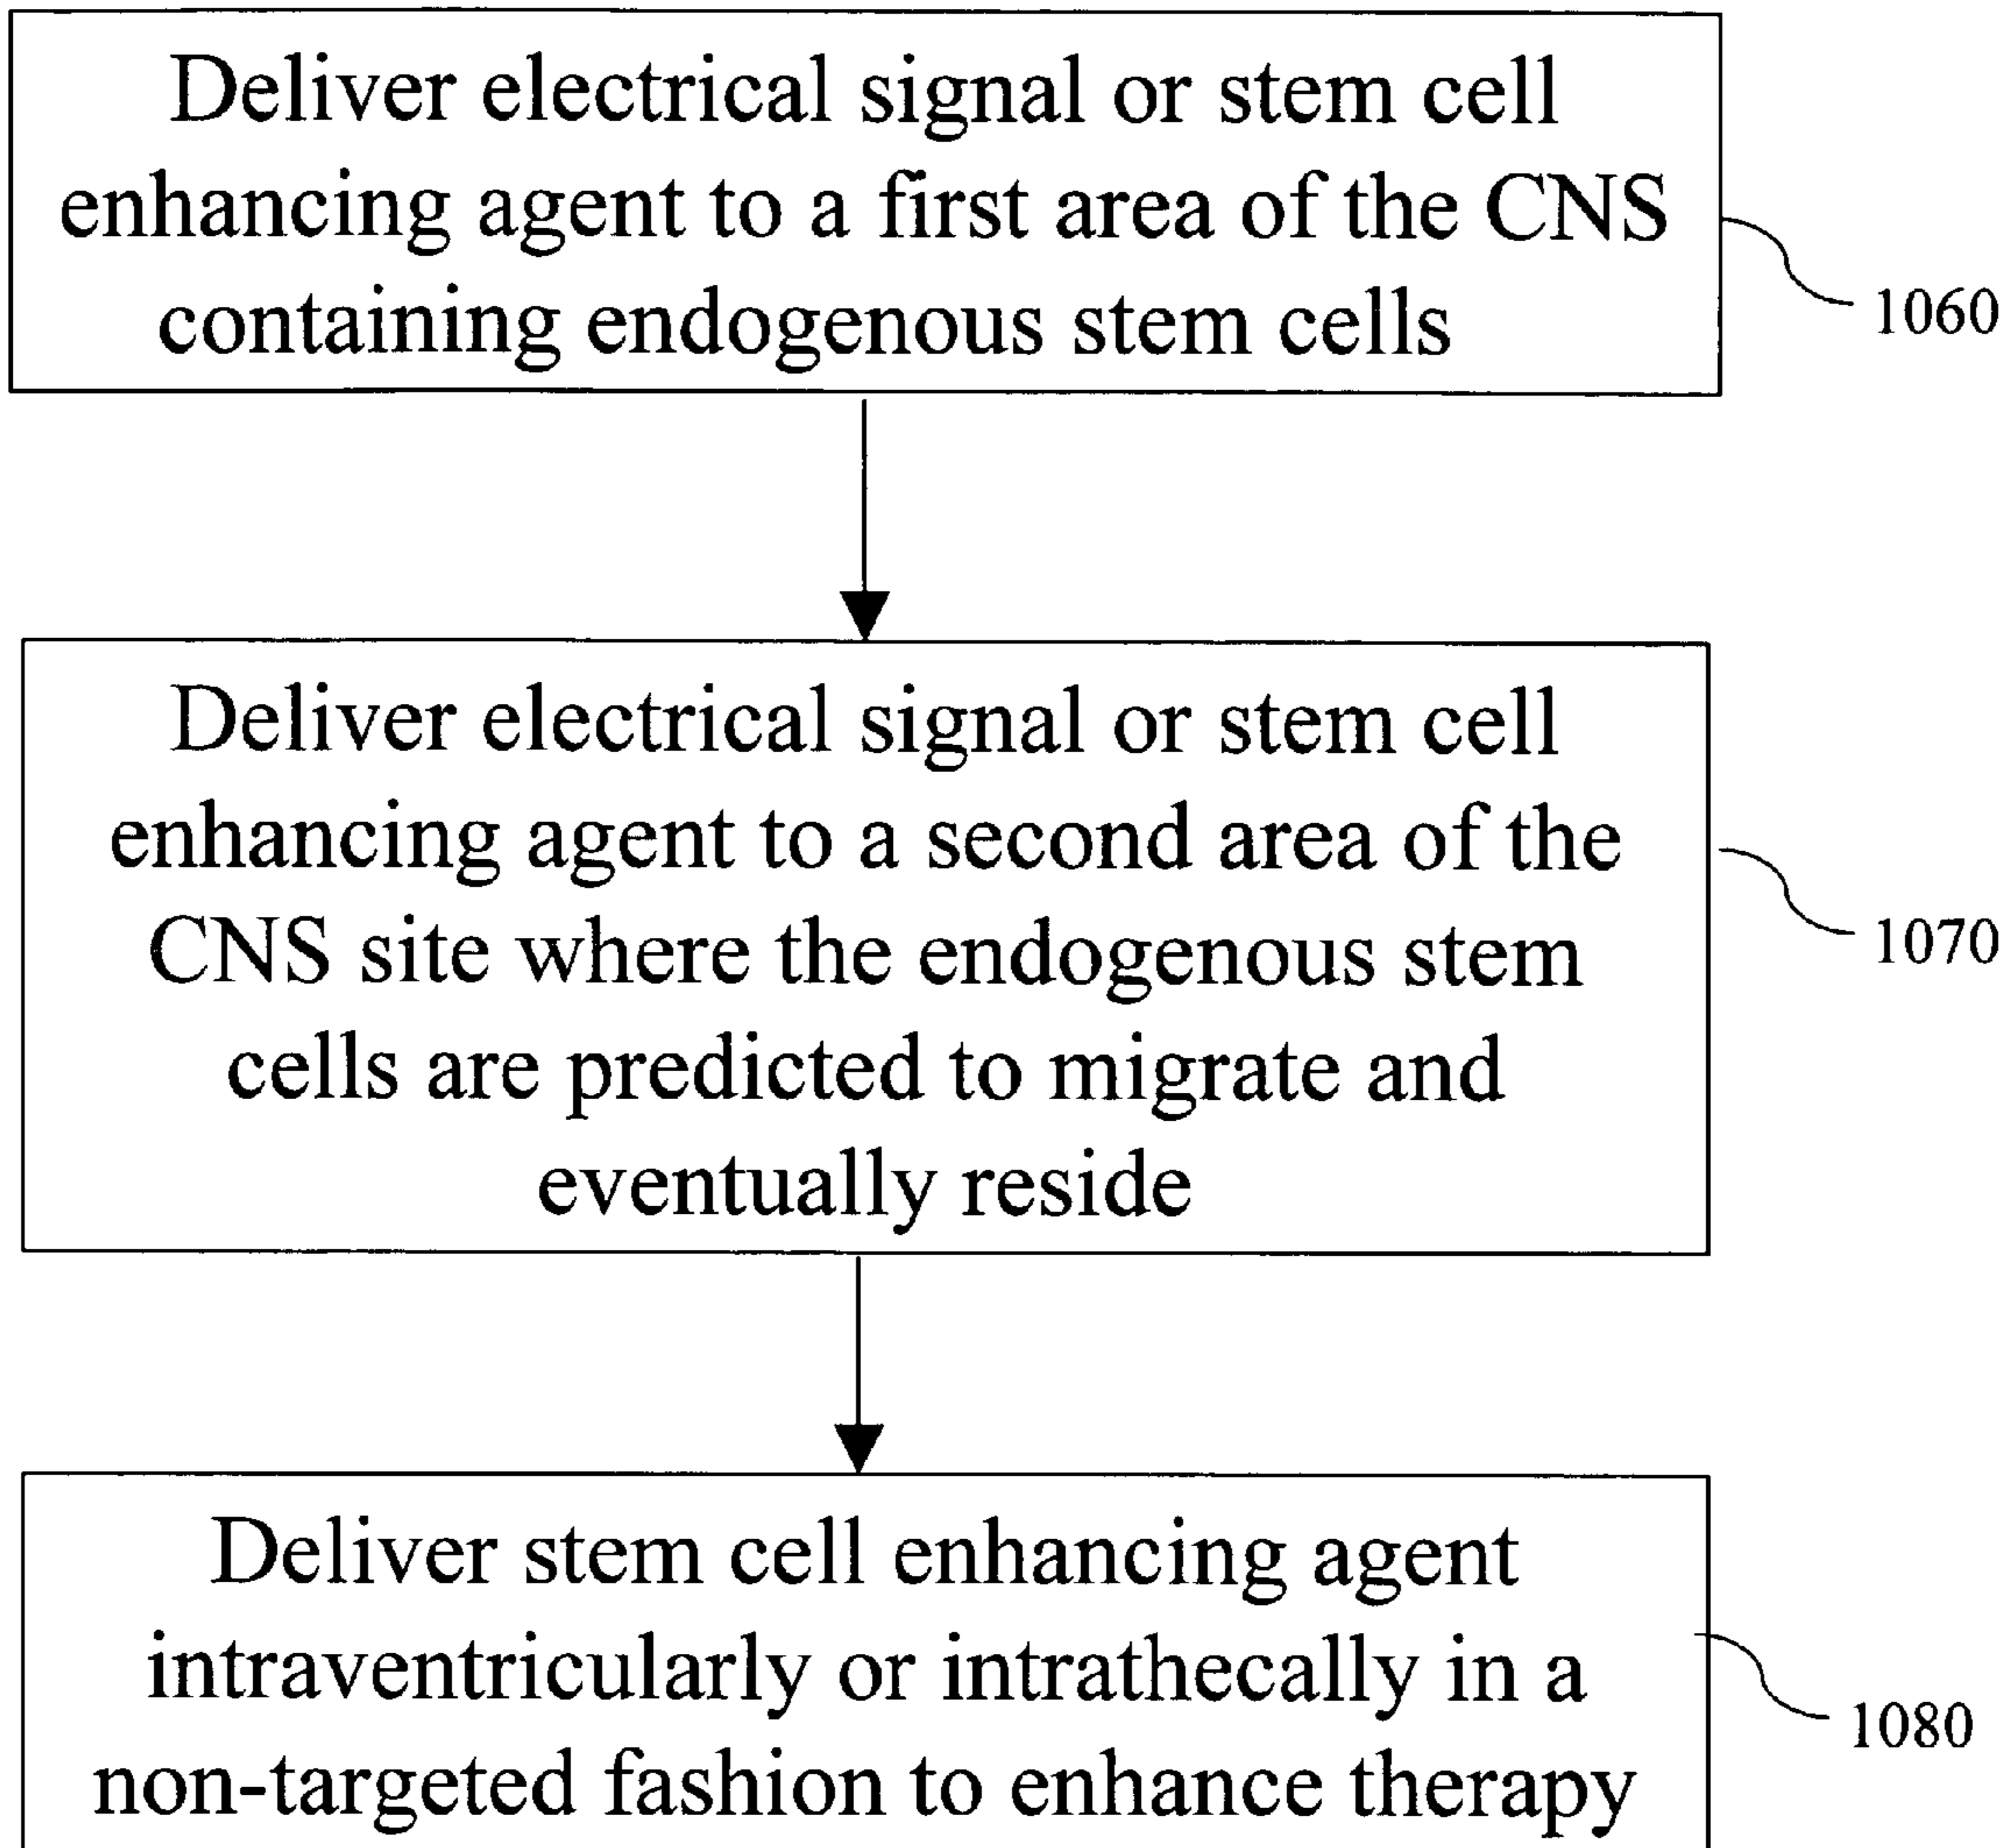 Deliver electrical signal or stem cell
enhancing agent to a first area of the CNS
containing endogenous stem cells
1060
Deliver electrical signal or stem cell
enhancing agent to a second area of the
CNS site where the endogenous stem
cells are predicted to migrate and
eventually reside
1070
Deliver stem cell enhancing agent
intraventricularly or intrathecally in a
non-targeted fashion to enhance therapy
1080